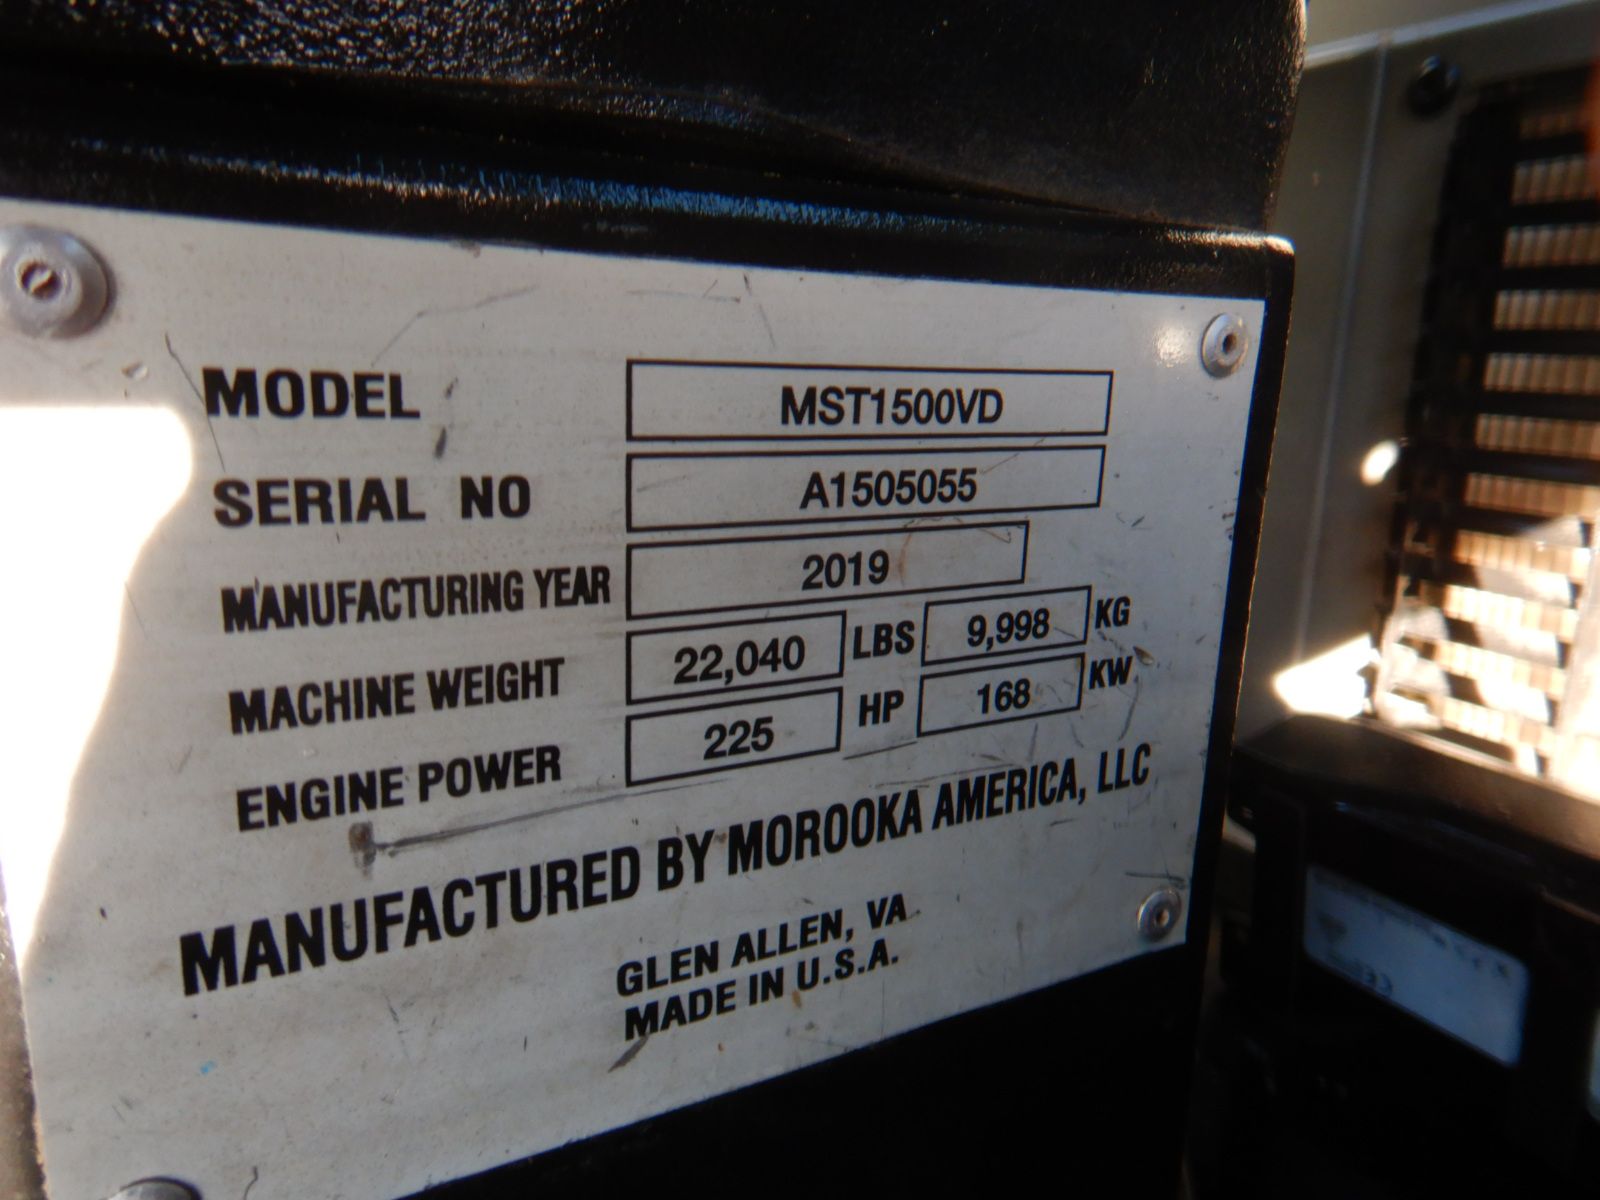 MODEL MST1500VD
SERIAL NO A1505055
MANUFACTURING YEAR 2019
MACHINE WEIGHT 22,040 LBS 9,998 KG
ENGINE POWER 225 HP 168 KW
MANUFACTURED BY MOROOKA AMERICA, LLC
GLEN ALLEN, VA
MADE IN U.S.A.